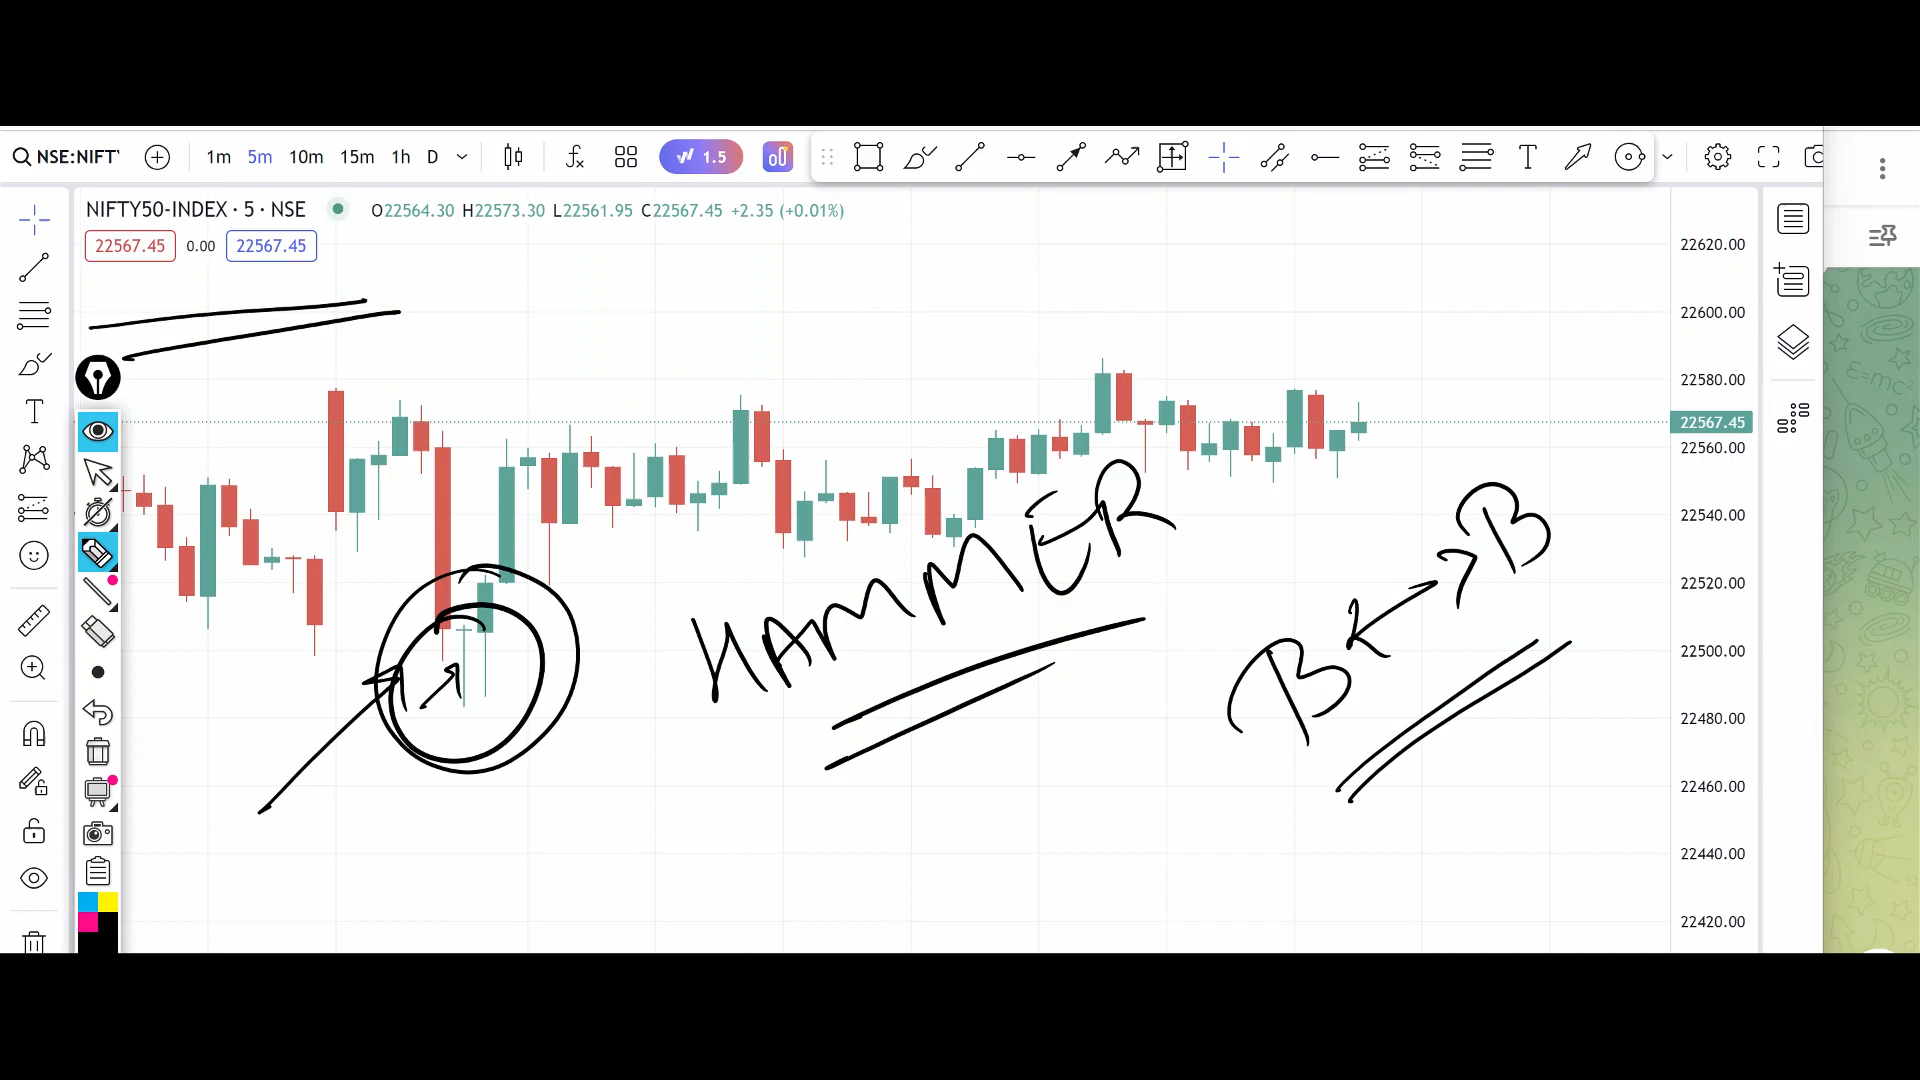 NSE:NIFT
1m 5m 10m 15m 1h D 1.5
NIFTY50-INDEX · 5 · NSE O22564.30 H22573.30 L22561.95 C22567.45 +2.35 (+0.01%)
22567.45 0.00 22567.45
22620.00
22600.00
22580.00
22567.45
22560.00
22540.00
22520.00
22500.00
22480.00
22460.00
22440.00
22420.00
HAMMER
B
B